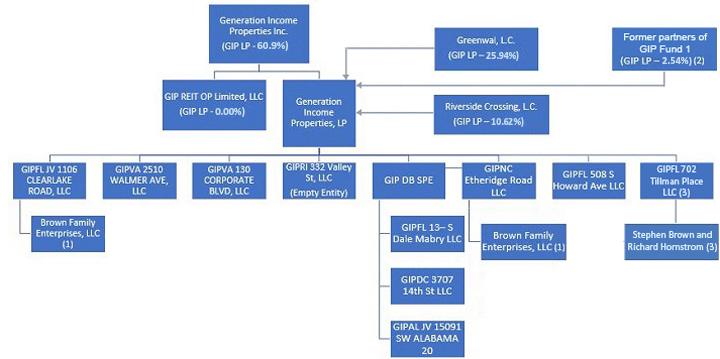 Generation Income
Properties Inc.
(GIP LP - 60.9%)
Greenwal, L.C.
(GIP LP – 25.94%)
Former partners of
GIP Fund 1
(GIP LP – 2.54%) (2)
GIP REIT OP Limited, LLC
(GIP LP - 0.00%)
Generation
Income
Properties, LP
Riverside Crossing, L.C.
(GIP LP – 10.62%)
GIPFL JV 1106
CLEARLAKE
ROAD, LLC
GIPVA 2510
WALMER AVE,
LLC
GIPVA 130
CORPORATE
BLVD, LLC
GIPRI 332 Valley
St, LLC
(Empty Entity)
GIP DB SPE
GIPNC
Etheridge Road
LLC
GIPFL 508 S
Howard Ave LLC
GIPFL 702
Tillman Place
LLC (3)
Brown Family
Enterprises, LLC
(1)
GIPFL 13– S
Dale Mabry LLC
Brown Family
Enterprises, LLC (1)
Stephen Brown and
Richard Hornstrom (3)
GIPDC 3707
14th St LLC
GIPAL JV 15091
SW ALABAMA
20